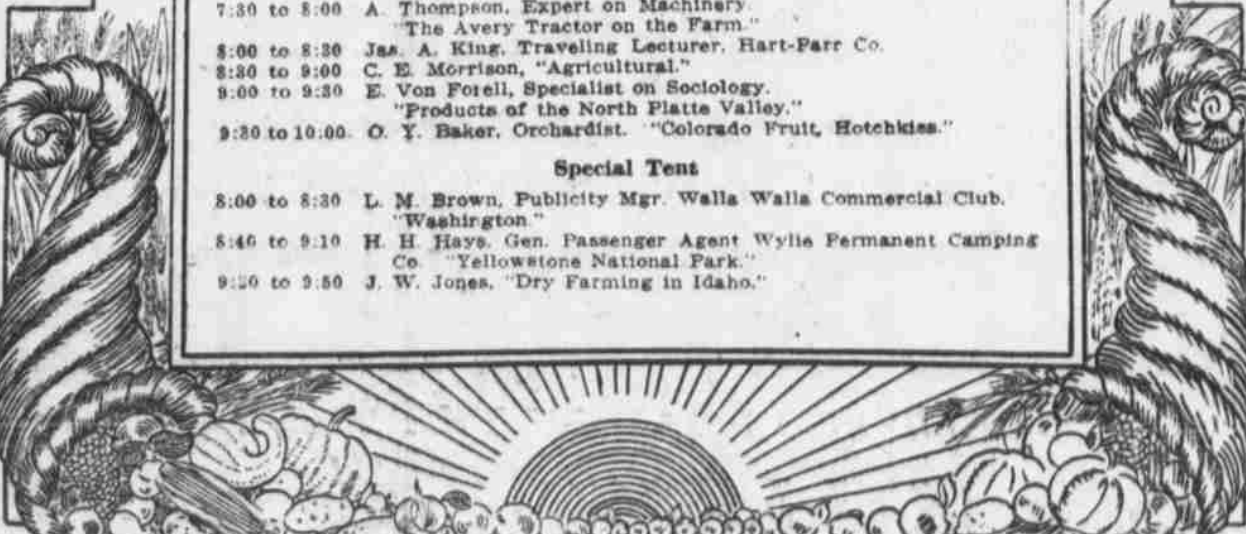 7:30 to 8:00 A. Thompson, Expert on Machinery.
"The Avery Tractor on the Farm."
8:00 to 8:30 Jas. A. King, Traveling Lecturer, Hart-Parr Co.
8:30 to 9:00 C. E. Morrison, "Agricultural."
9:00 to 9:30 E. Von Forell, Specialist on Sociology.
"Products of the North Platte Valley."
9:30 to 10:00. O. Y. Baker, Orchardist. "Colorado Fruit, Hotchkiss."
Special Tent
8:00 to 8:30 L. M. Brown, Publicity Mgr. Walla Walla Commercial Club.
"Washington."
8:40 to 9:10 H. H. Hays, Gen. Passenger Agent Wylie Permanent Camping
Co. "Yellowstone National Park."
9:20 to 9:50 J. W. Jones, "Dry Farming in Idaho."